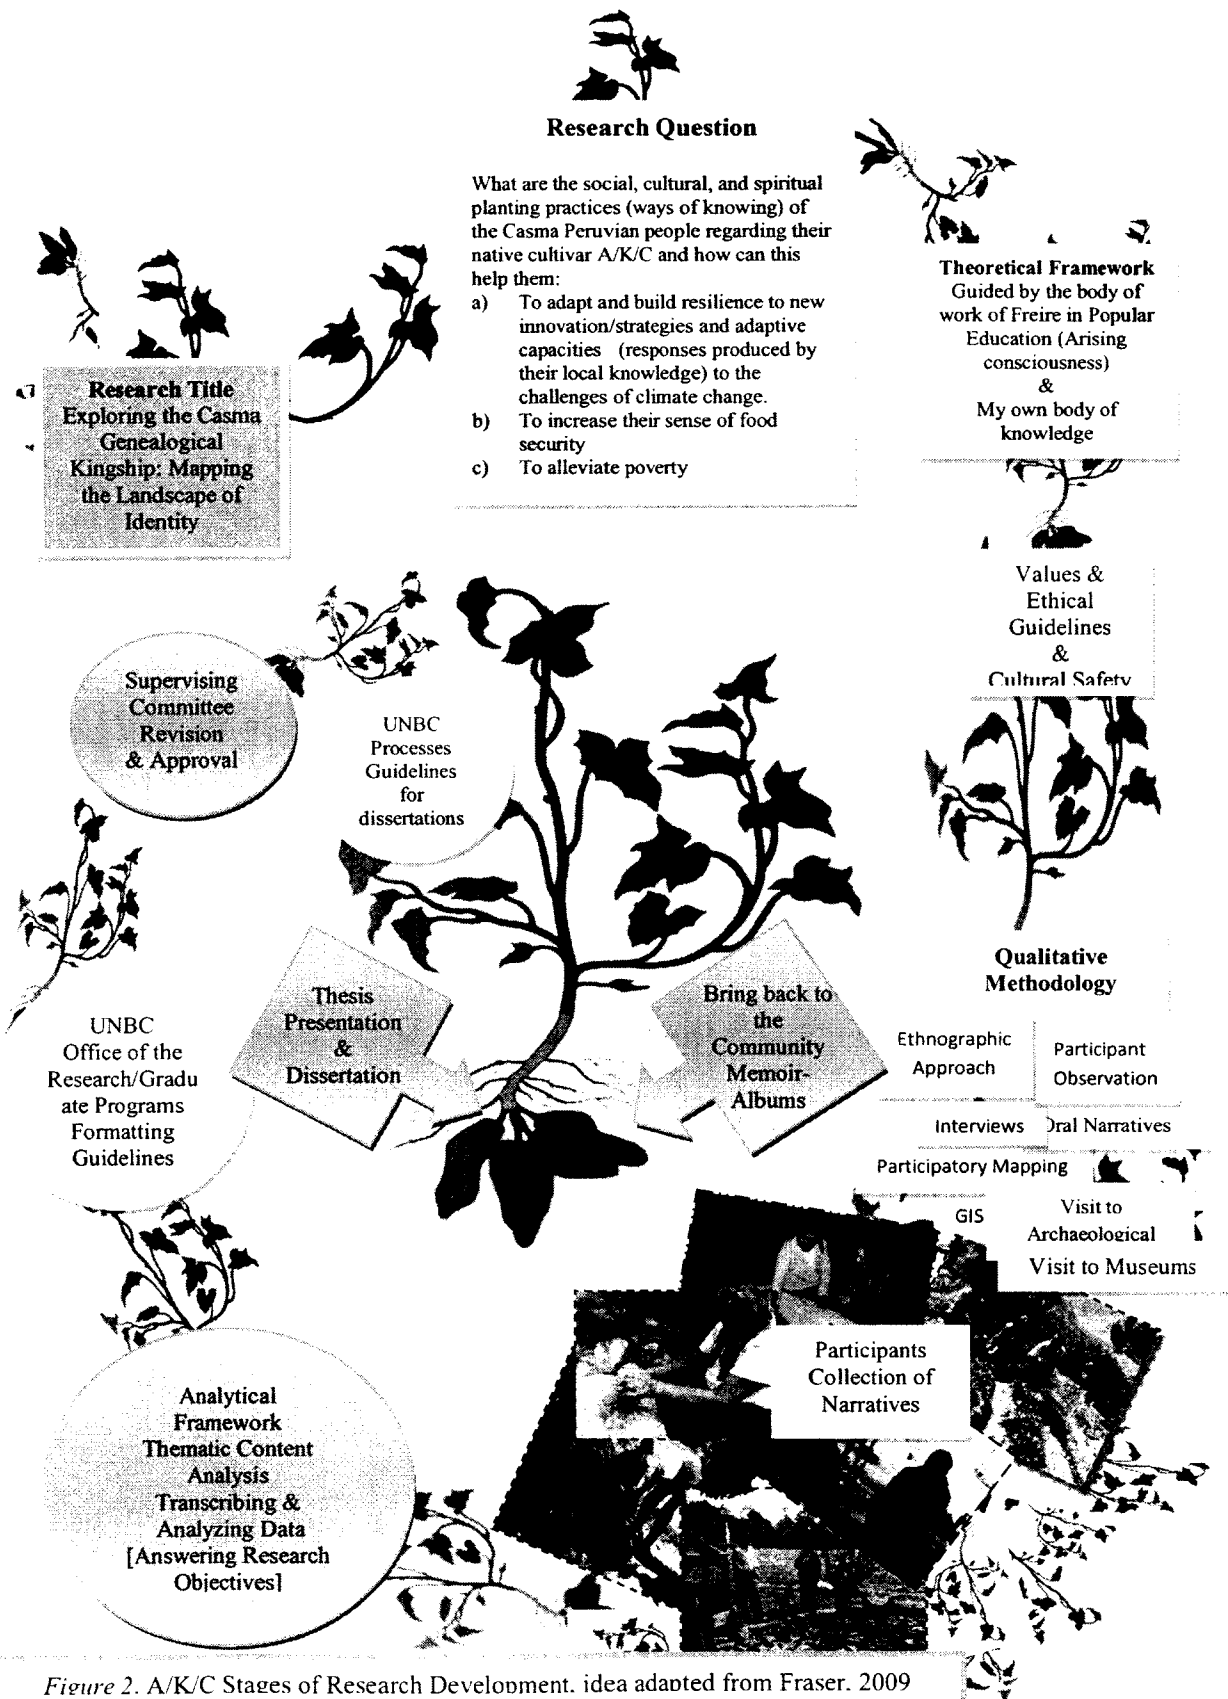 Research Question
What are the social, cultural, and spiritual
planting practices (ways of knowing) of
the Casma Peruvian people regarding their
native cultivar A/K/C and how can this
help them:
a) To adapt and build resilience to new
innovation/strategies and adaptive
capacities (responses produced by
their local knowledge) to the
challenges of climate change.
b) To increase their sense of food
security
c) To alleviate poverty
Research Title
Exploring the Casma
Genealogical
Kingship: Mapping
the Landscape of
Identity
Theoretical Framework
Guided by the body of
work of Freire in Popular
Education (Arising
consciousness)
&
My own body of
knowledge
Values &
Ethical
Guidelines
&
Cultural Safety
Supervising
Committee
Revision
& Approval
UNBC
Processes
Guidelines
for
dissertations
Qualitative
Methodology
Ethnographic
Approach
Participant
Observation
Interviews
Oral Narratives
Participatory Mapping
GIS
Visit to
Archaeological
Visit to Museums
Thesis
Presentation
&
Dissertation
Bring back to
the
Community
Memoir-
Albums
UNBC
Office of the
Research/Gradu
ate Programs
Formatting
Guidelines
Participants
Collection of
Narratives
Analytical
Framework
Thematic Content
Analysis
Transcribing &
Analyzing Data
[Answering Research
Objectives]
Figure 2. A/K/C Stages of Research Development, idea adapted from Fraser, 2009